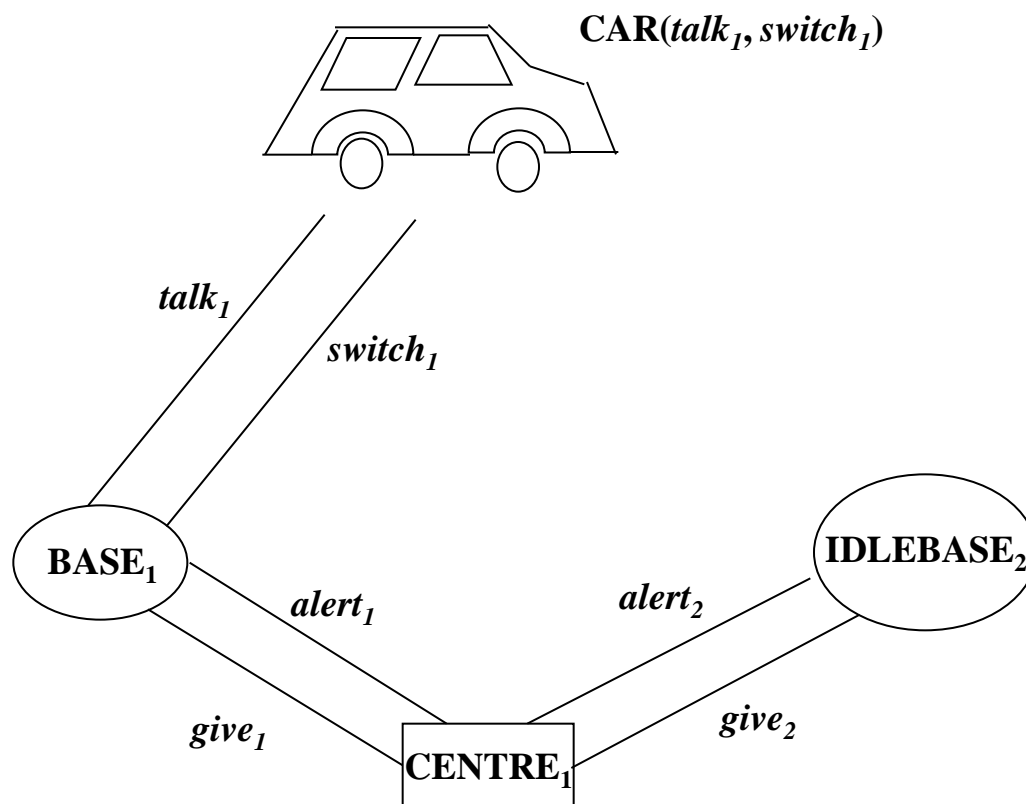 CAR(talk₁, switch₁)
talk₁
switch₁
BASE₁
IDLEBASE₂
alert₁
alert₂
give₁
give₂
CENTRE₁